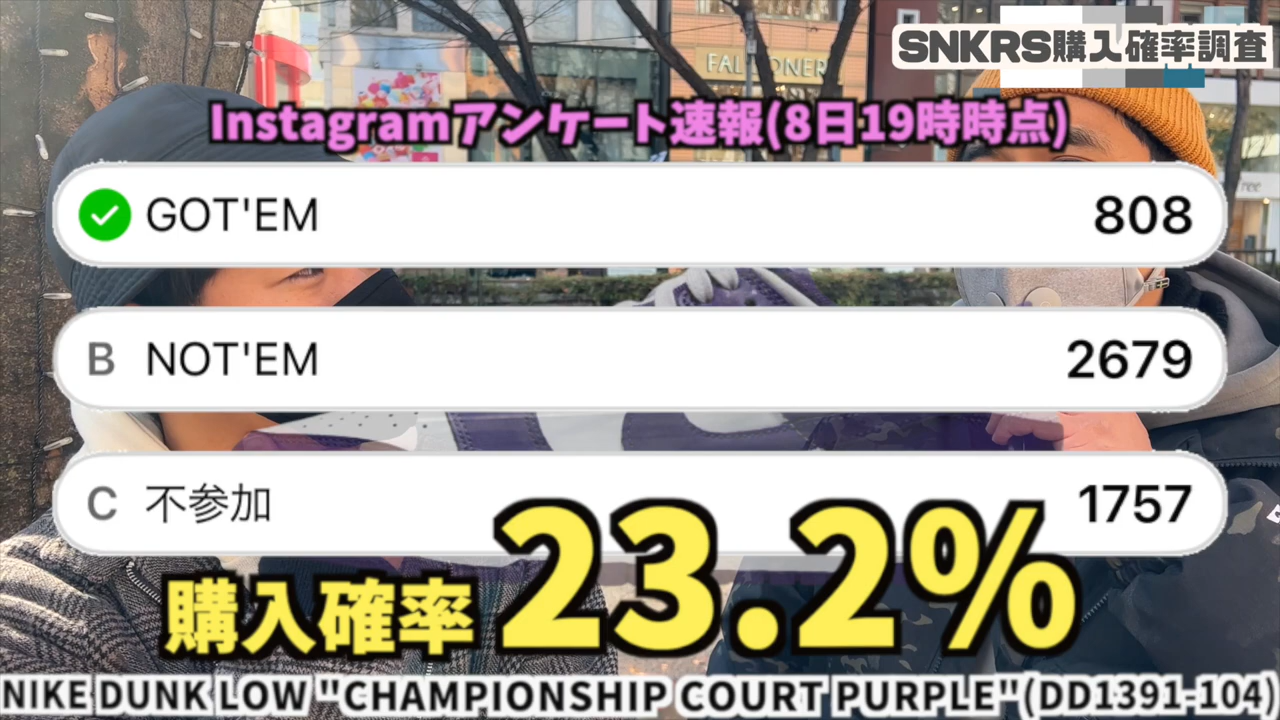 SNKRS購入確率調査
FAL ONER
Instagramアンケート速報(8日19時時点)
GOT'EM 808
B NOT'EM 2679
C 不参加 1757
購入確率 23.2%
NIKE DUNK LOW "CHAMPIONSHIP COURT PURPLE"(DD1391-104)